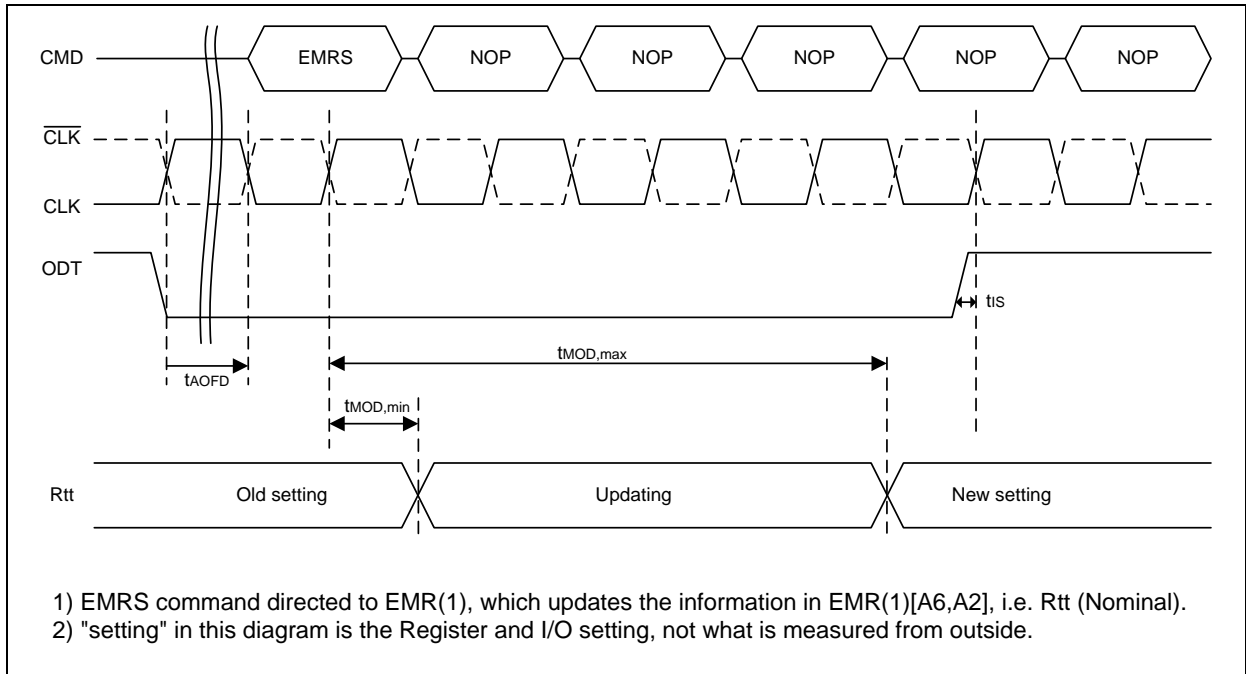 CMD EMRS NOP NOP NOP NOP NOP
CLK
CLK
ODT
tIS
tMOD,max
tAOFD
tMOD,min
Rtt Old setting Updating New setting
1) EMRS command directed to EMR(1), which updates the information in EMR(1)[A6,A2], i.e. Rtt (Nominal).
2) "setting" in this diagram is the Register and I/O setting, not what is measured from outside.